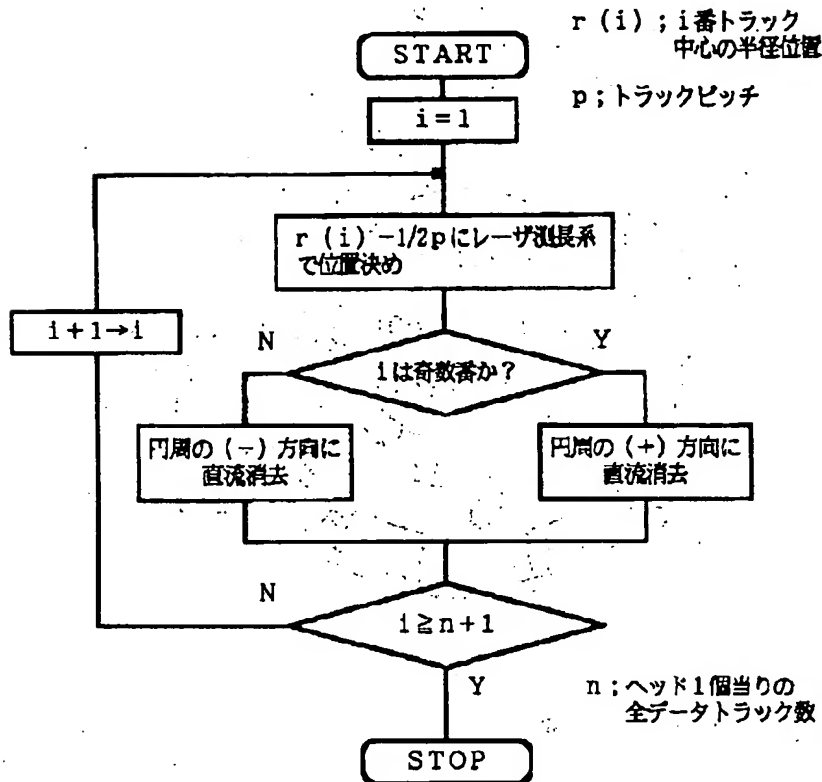 r (i) ; i番トラック
中心の半径位置
START
p ; トラックピッチ
i=1
r (i) -1/2pにレーザ測長系
で位置決め
i+1→i
N
Y
iは奇数番か?
円周の (-) 方向に
直流消去
円周の (+) 方向に
直流消去
N
i≧n+1
Y
n ; ヘッド1個当りの
全データトラック数
STOP